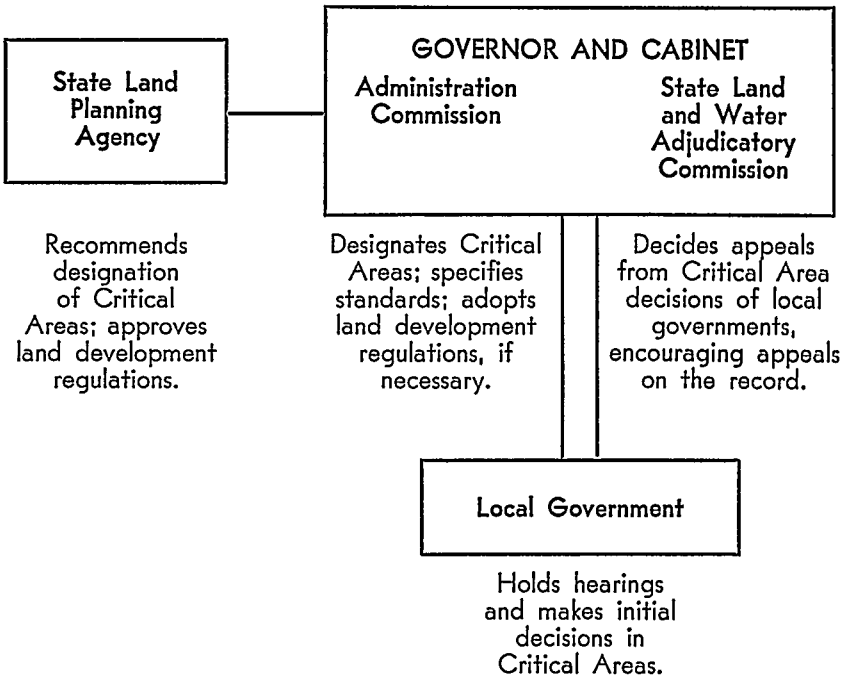 State Land
Planning
Agency
GOVERNOR AND CABINET
Administration
Commission
State Land
and Water
Adjudicatory
Commission
Recommends
designation
of Critical
Areas; approves
land development
regulations.
Designates Critical
Areas; specifies
standards; adopts
land development
regulations, if
necessary.
Decides appeals
from Critical Area
decisions of local
governments,
encouraging appeals
on the record.
Local Government
Holds hearings
and makes initial
decisions in
Critical Areas.